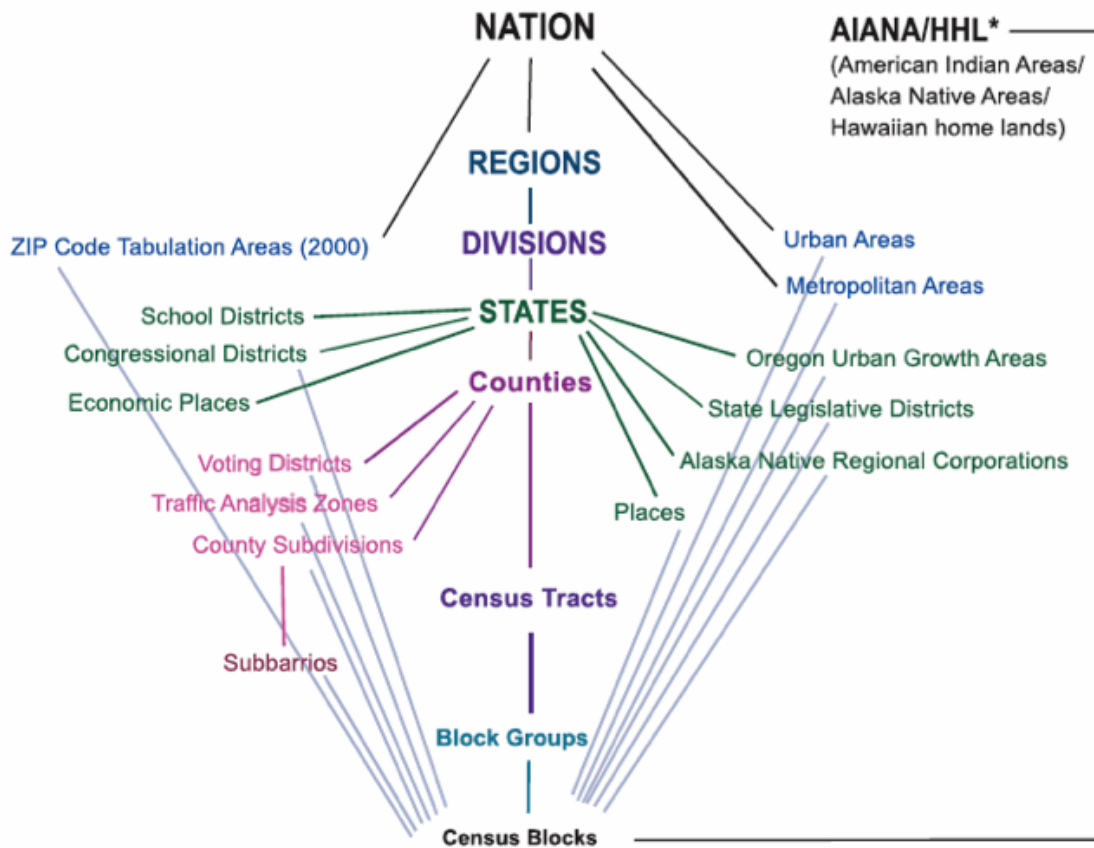 NATION
AIANA/HHL*
(American Indian Areas/
Alaska Native Areas/
Hawaiian home lands)
REGIONS
ZIP Code Tabulation Areas (2000)
DIVISIONS
Urban Areas
Metropolitan Areas
School Districts
STATES
Congressional Districts
Oregon Urban Growth Areas
Economic Places
Counties
State Legislative Districts
Voting Districts
Alaska Native Regional Corporations
Traffic Analysis Zones
Places
County Subdivisions
Census Tracts
Subbarrios
Block Groups
Census Blocks